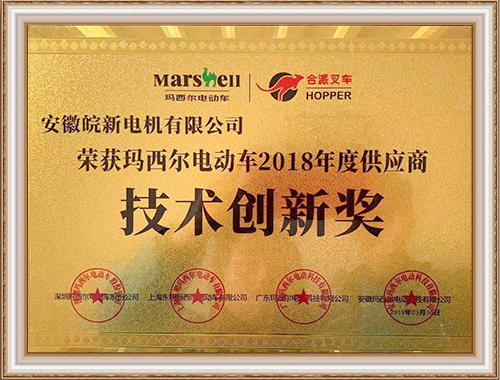 Marshell
玛西尔电动车
合派叉车
HOPPER
安徽皖新电机有限公司
荣获玛西尔电动车2018年度供应商
技术创新奖
2019年03月30日